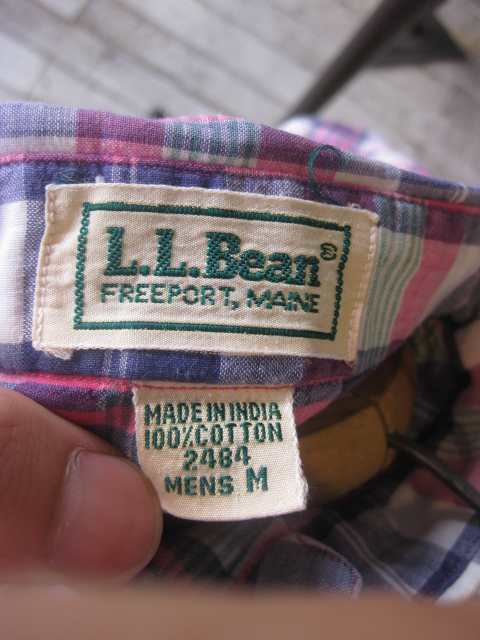 L.L.Bean®
FREEPORT, MAINE
MADE IN INDIA
100% COTTON
2484
MENS M